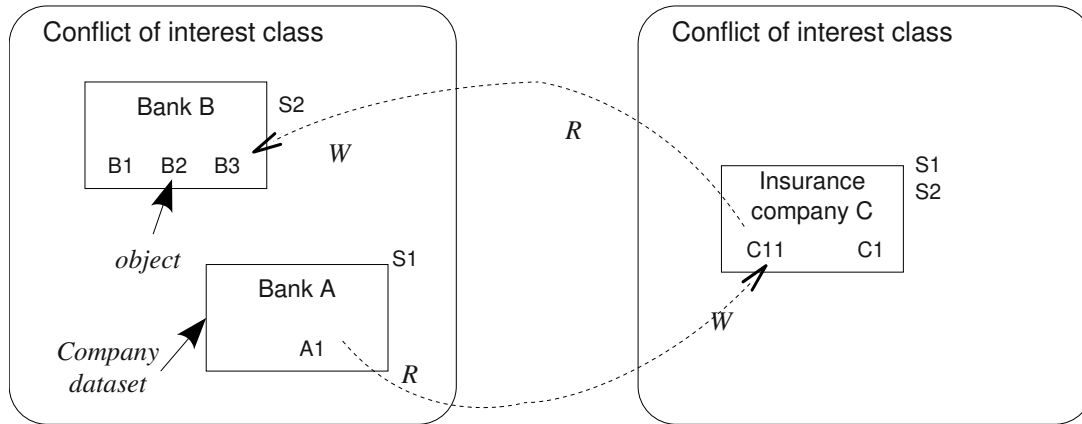 Conflict of interest class
Bank B
S2
B1 B2 B3
W
object
S1
Bank A
A1
Company
dataset
R
Conflict of interest class
R
S1
S2
Insurance
company C
C11 C1
W